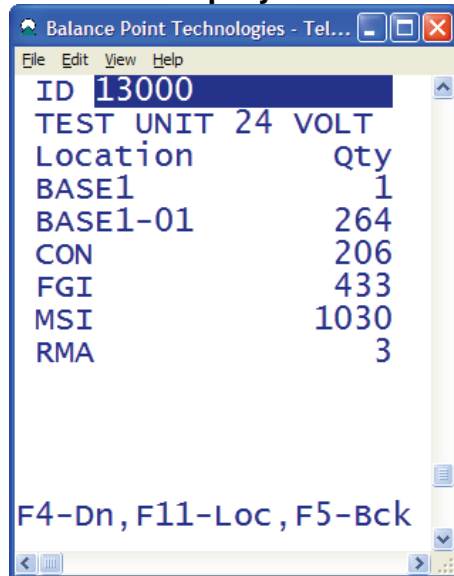 Balance Point Technologies - Tel...
File Edit View Help
ID 13000
TEST UNIT 24 VOLT
Location Qty
BASE1 1
BASE1-01 264
CON 206
FGI 433
MSI 1030
RMA 3
F4-Dn,F11-Loc,F5-Bck